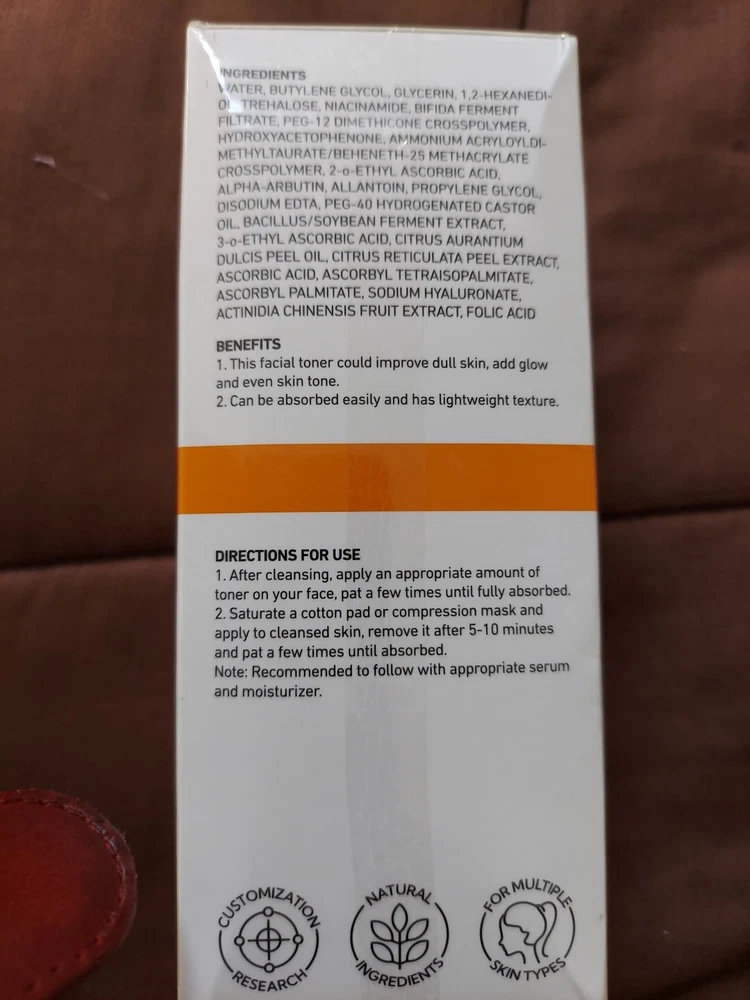 INGREDIENTS
WATER, BUTYLENE GLYCOL, GLYCERIN, 1,2-HEXANEDI-
OL, TREHALOSE, NIACINAMIDE, BIFIDA FERMENT
FILTRATE, PEG-12 DIMETHICONE CROSSPOLYMER,
HYDROXYACETOPHENONE, AMMONIUM ACRYLOYLDI-
METHYLTAURATE/BEHENETH-25 METHACRYLATE
CROSSPOLYMER, 2-o-ETHYL ASCORBIC ACID,
ALPHA-ARBUTIN, ALLANTOIN, PROPYLENE GLYCOL,
DISODIUM EDTA, PEG-40 HYDROGENATED CASTOR
OIL, BACILLUS/SOYBEAN FERMENT EXTRACT,
3-o-ETHYL ASCORBIC ACID, CITRUS AURANTIUM
DULCIS PEEL OIL, CITRUS RETICULATA PEEL EXTRACT,
ASCORBIC ACID, ASCORBYL TETRAISOPALMITATE,
ASCORBYL PALMITATE, SODIUM HYALURONATE,
ACTINIDIA CHINENSIS FRUIT EXTRACT, FOLIC ACID
BENEFITS
1. This facial toner could improve dull skin, add glow
and even skin tone.
2. Can be absorbed easily and has lightweight texture.
DIRECTIONS FOR USE
1. After cleansing, apply an appropriate amount of
toner on your face, pat a few times until fully absorbed.
2. Saturate a cotton pad or compression mask and
apply to cleansed skin, remove it after 5-10 minutes
and pat a few times until absorbed.
Note: Recommended to follow with appropriate serum
and moisturizer.
CUSTOMIZATION
RESEARCH
NATURAL
INGREDIENTS
FOR MULTIPLE
SKIN TYPES